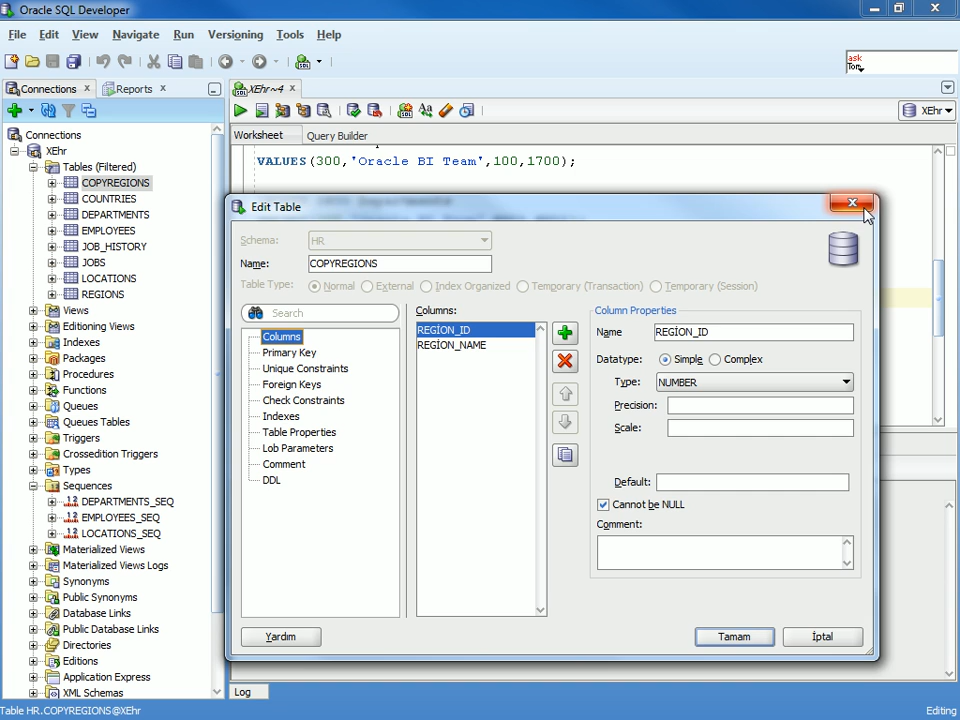 Oracle SQL Developer
File Edit View Navigate Run Versioning Tools Help
ask
Tom
Connections Reports
XEhr~4
XEhr
Worksheet Query Builder
Connections
XEhr
Tables (Filtered)
COPYREGIONS
COUNTRIES
DEPARTMENTS
EMPLOYEES
JOB_HISTORY
JOBS
LOCATIONS
REGIONS
Views
Editioning Views
Indexes
Packages
Procedures
Functions
Queues
Queues Tables
Triggers
Crossedition Triggers
Types
Sequences
DEPARTMENTS_SEQ
EMPLOYEES_SEQ
LOCATIONS_SEQ
Materialized Views
Materialized Views Logs
Synonyms
Public Synonyms
Database Links
Public Database Links
Directories
Editions
Application Express
XML Schemas
VALUES(300,'Oracle BI Team',100,1700);
Edit Table
Schema: HR
Name: COPYREGIONS
Table Type: Normal External Index Organized Temporary (Transaction) Temporary (Session)
Search
Columns
Primary Key
Unique Constraints
Foreign Keys
Check Constraints
Indexes
Table Properties
Lob Parameters
Comment
DDL
Columns:
REGİON_ID
REGİON_NAME
Column Properties
Name REGİON_ID
Datatype: Simple Complex
Type: NUMBER
Precision:
Scale:
Default:
Cannot be NULL
Comment:
Yardım Tamam İptal
Log
Table HR.COPYREGIONS@XEhr
Editing